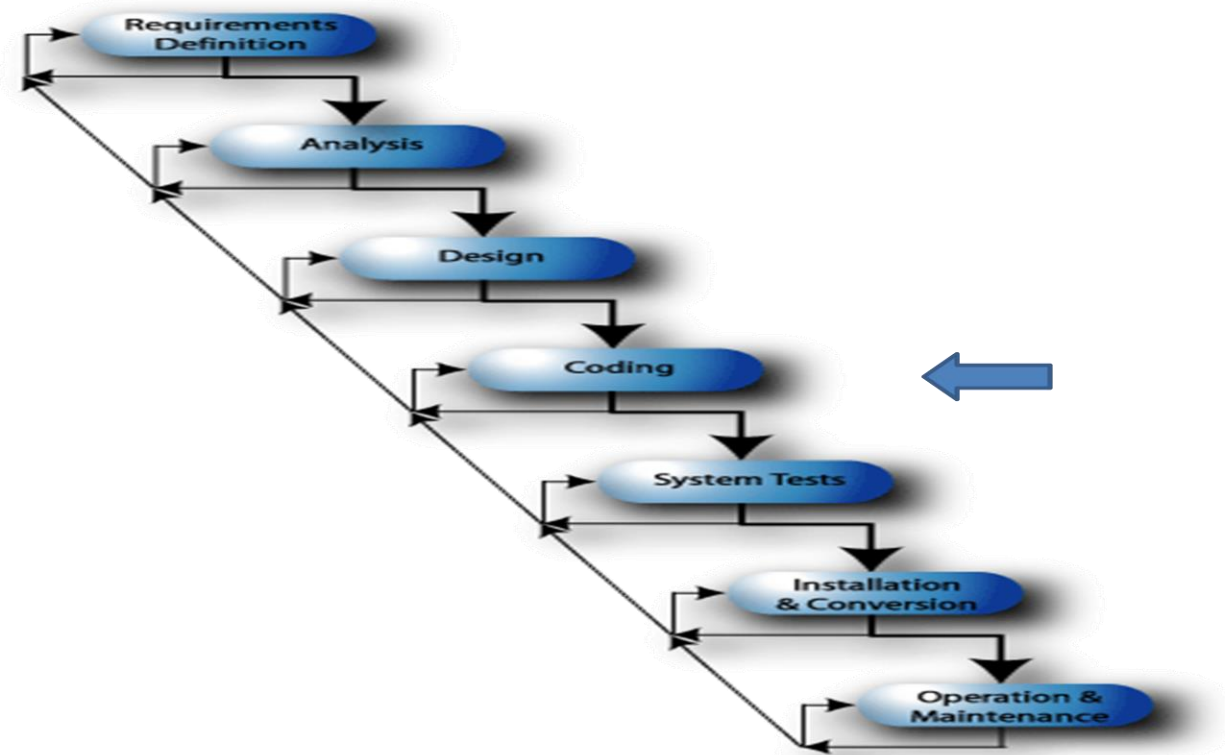 Requirements
Definition
Analysis
Design
Coding
System Tests
Installation
& Conversion
Operation &
Maintenance